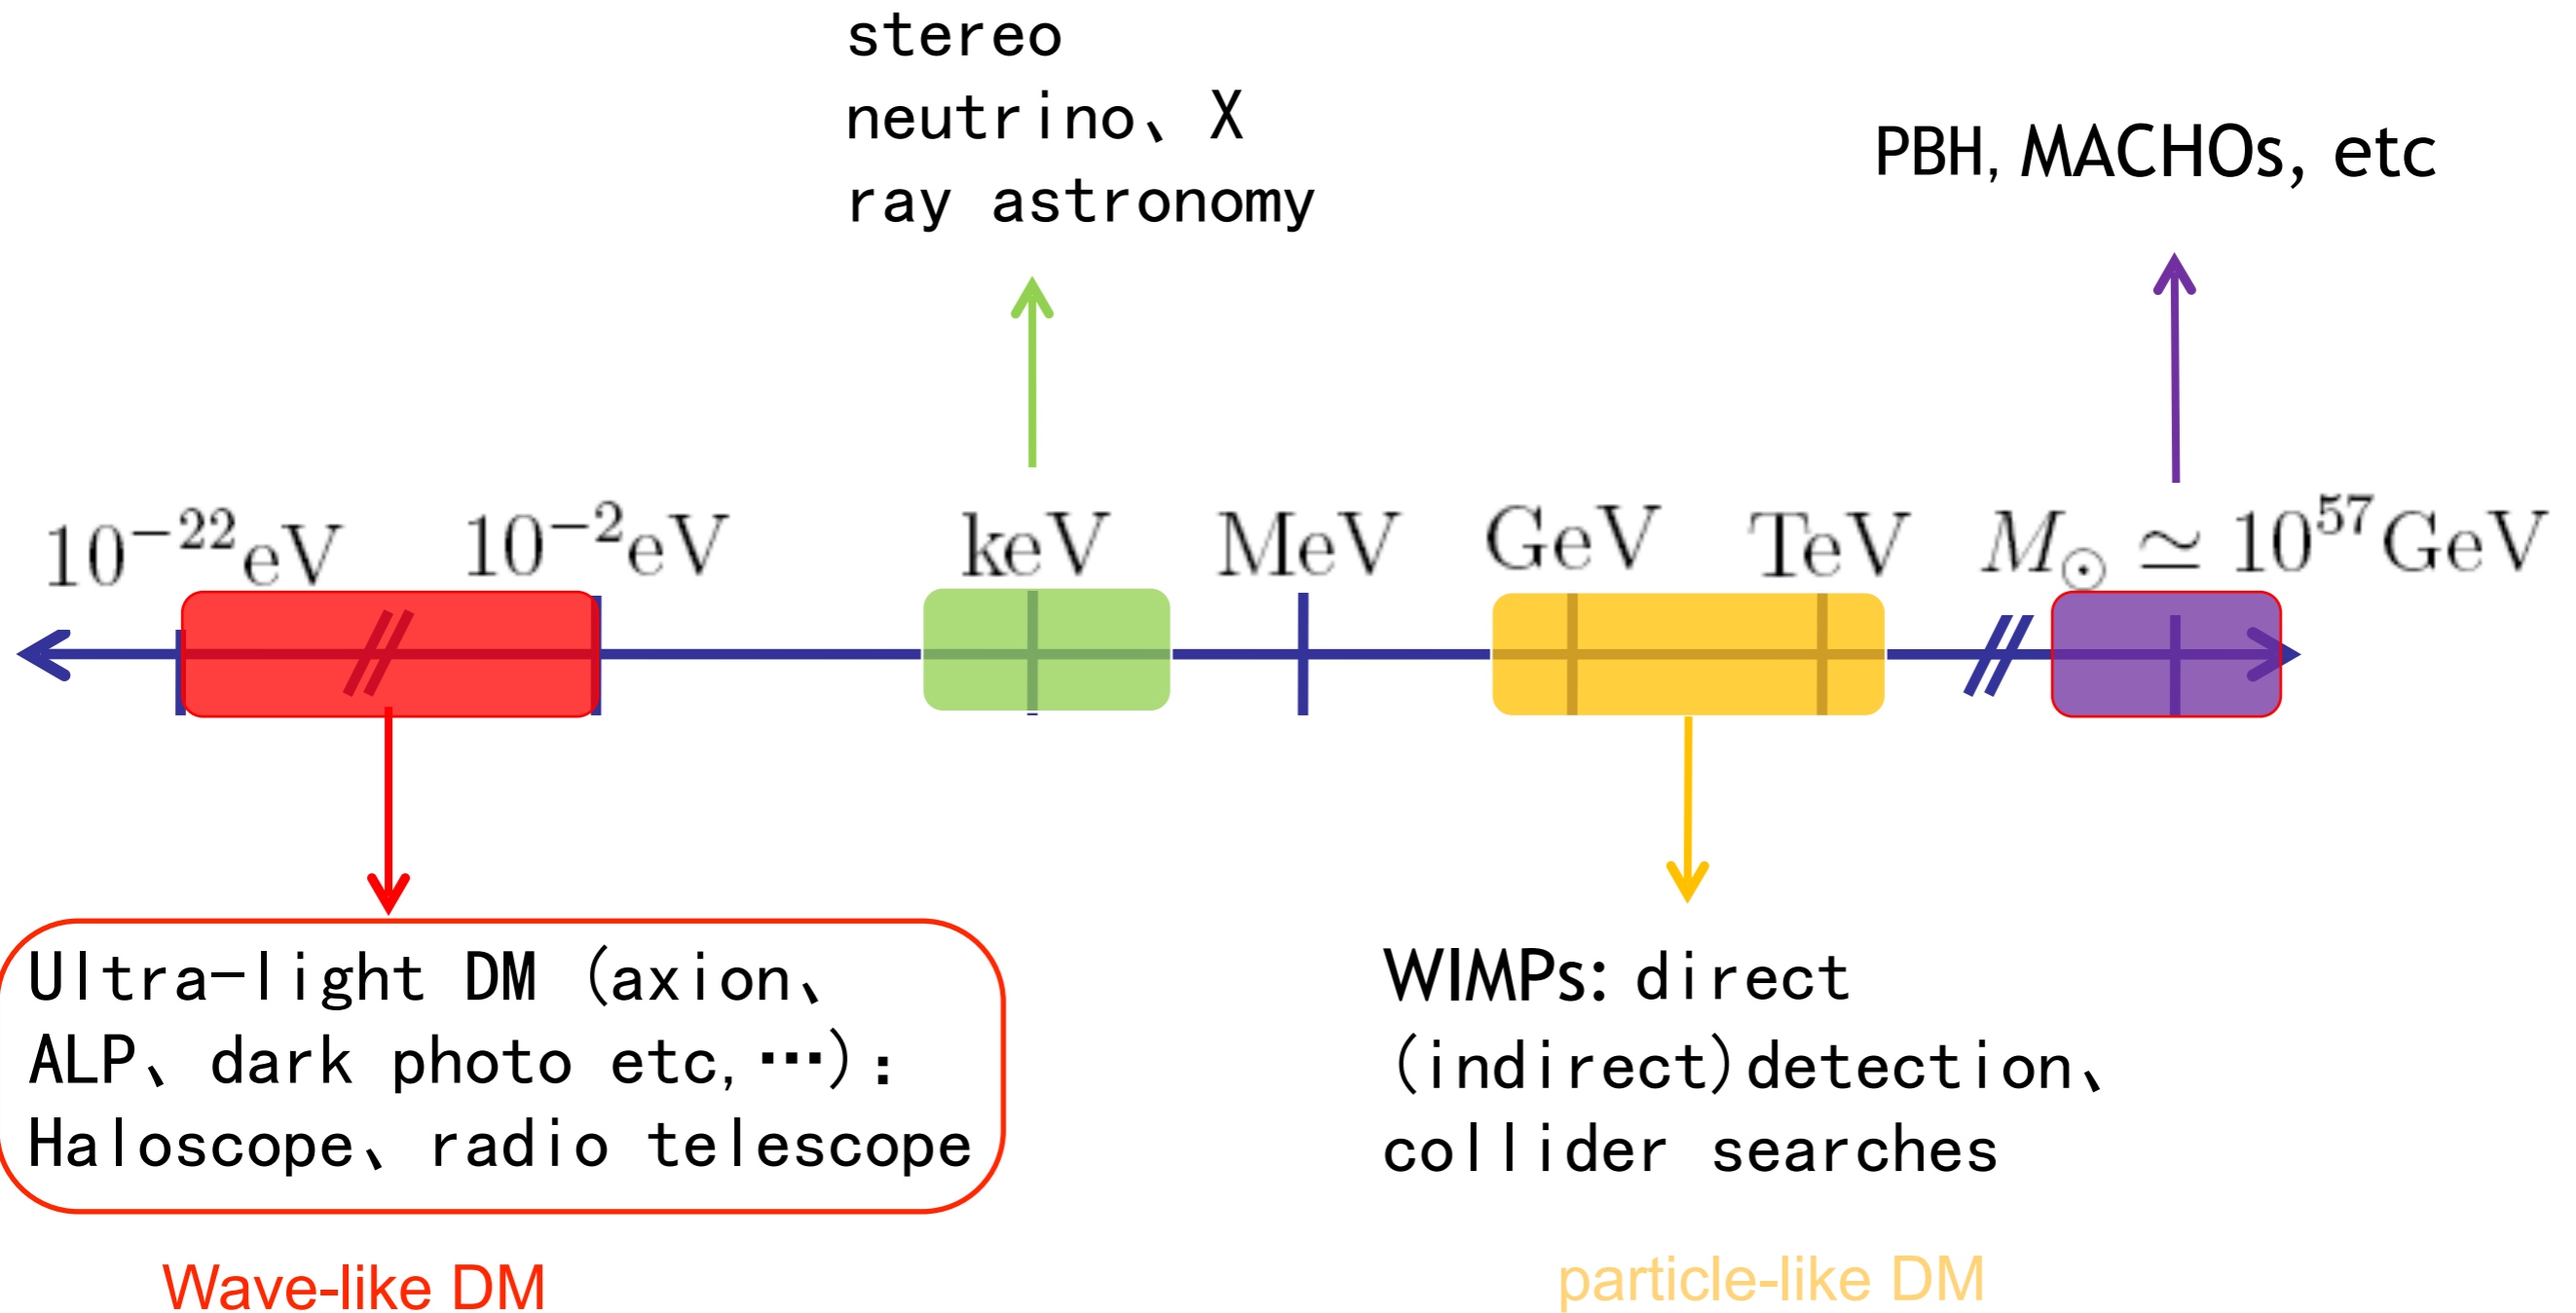 stereo
neutrino、X
ray astronomy
PBH, MACHOs, etc
10⁻²²eV
10⁻²eV
keV
MeV
GeV
TeV
M⊙ ≃ 10⁵⁷GeV
Ultra-light DM (axion、
ALP、dark photo etc,…)：
Haloscope、radio telescope
WIMPs: direct
(indirect)detection、
collider searches
Wave-like DM
particle-like DM